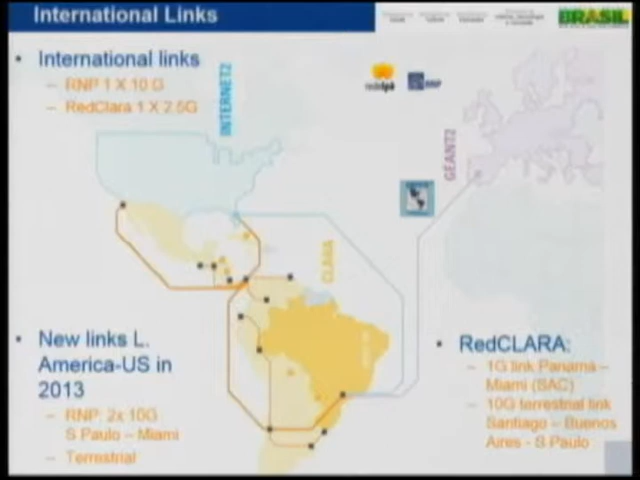 International Links
BRASIL
• International links
– RNP 1 X 10 G
– RedClara 1 X 2.5G
INTERNET2
RNP
GÉANT2
CLARA
• New links L.
America-US in
2013
– RNP: 2x 10G
S Paulo – Miami
– Terrestrial
• RedCLARA:
– 1G link Panama –
Miami (SAC)
– 10G terrestrial link
Santiago – Buenos
Aires - S Paulo